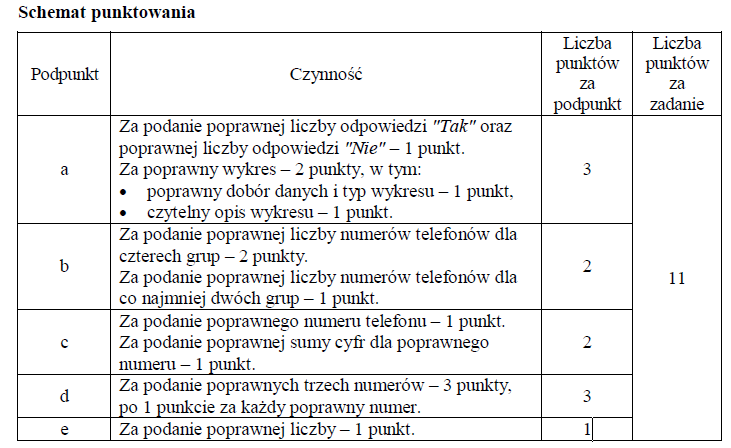 Schemat punktowania
Podpunkt
Czynność
Liczba
punktów
za
podpunkt
Liczba
punktów
za
zadanie
a
Za podanie poprawnej liczby odpowiedzi "Tak" oraz
poprawnej liczby odpowiedzi "Nie" – 1 punkt.
Za poprawny wykres – 2 punkty, w tym:
• poprawny dobór danych i typ wykresu – 1 punkt,
• czytelny opis wykresu – 1 punkt.
3
11
b
Za podanie poprawnej liczby numerów telefonów dla
czterech grup – 2 punkty.
Za podanie poprawnej liczby numerów telefonów dla
co najmniej dwóch grup – 1 punkt.
2
c
Za podanie poprawnego numeru telefonu – 1 punkt.
Za podanie poprawnej sumy cyfr dla poprawnego
numeru – 1 punkt.
2
d
Za podanie poprawnych trzech numerów – 3 punkty,
po 1 punkcie za każdy poprawny numer.
3
e
Za podanie poprawnej liczby – 1 punkt.
1